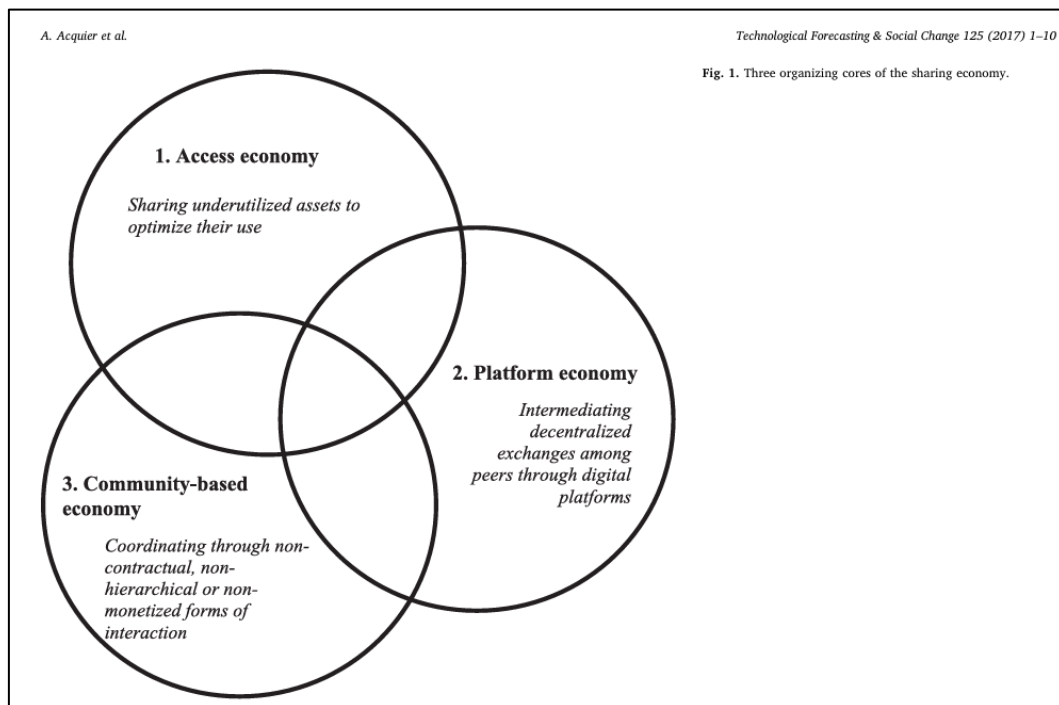 A. Acquier et al.
Technological Forecasting & Social Change 125 (2017) 1–10
Fig. 1. Three organizing cores of the sharing economy.
1. Access economy
Sharing underutilized assets to
optimize their use
2. Platform economy
Intermediating
decentralized
exchanges among
peers through digital
platforms
3. Community-based
economy
Coordinating through non-
contractual, non-
hierarchical or non-
monetized forms of
interaction